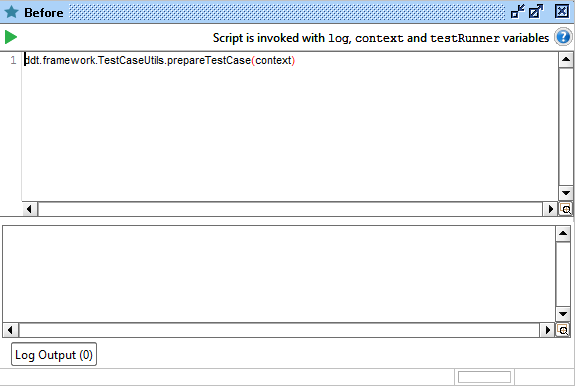 Before
Script is invoked with log, context and testRunner variables ?
1 ddt.framework.TestCaseUtils.prepareTestCase(context)
Log Output (0)